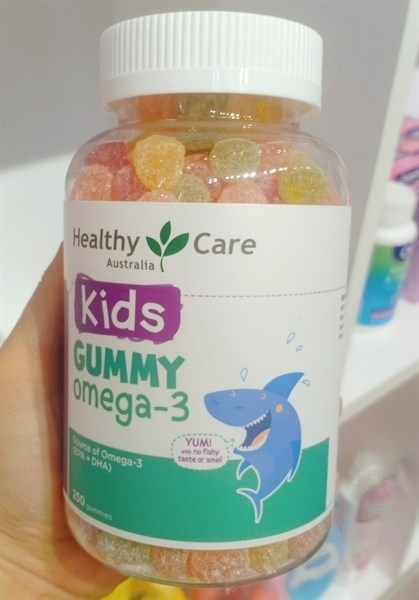 Healthy Care
Australia
Kids
GUMMY
omega-3
Source of Omega-3
(EPA + DHA)
YUM!
with no fishy
taste or smell
250 gummies